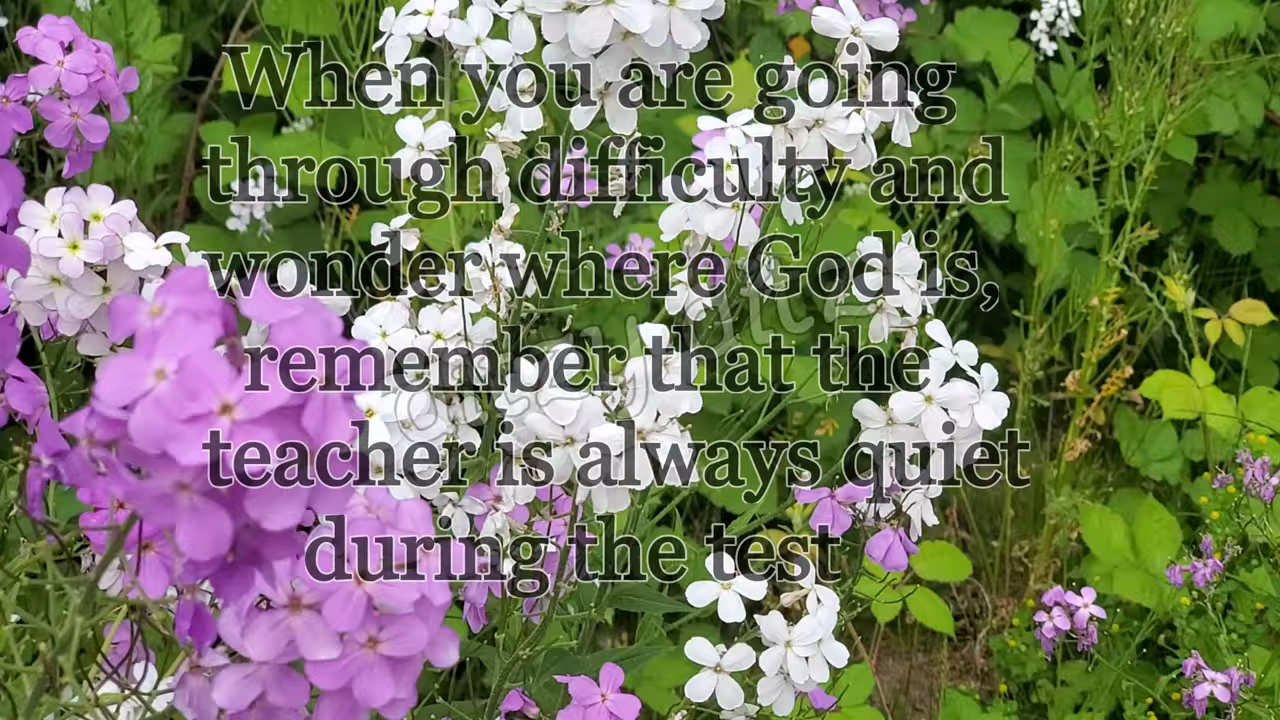 When you are going
through difficulty and
wonder where God is,
remember that the
teacher is always quiet
during the test